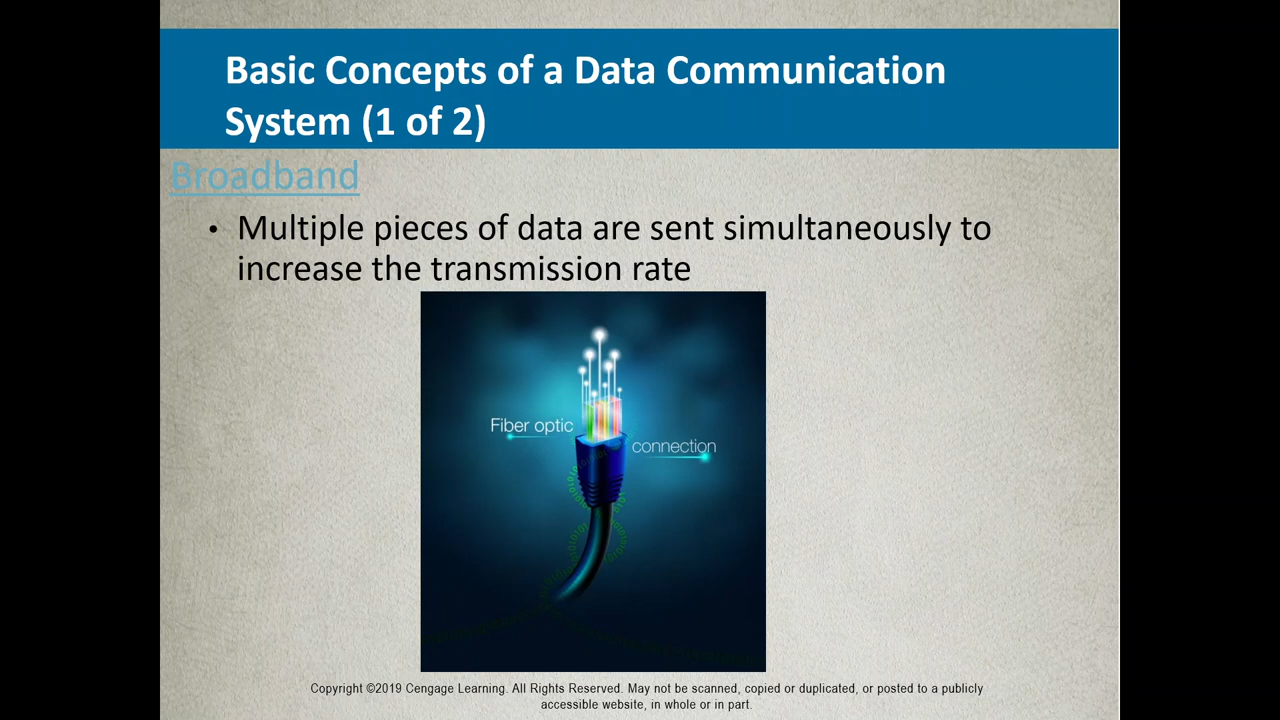 Basic Concepts of a Data Communication
System (1 of 2)
Broadband
• Multiple pieces of data are sent simultaneously to
increase the transmission rate
Fiber optic
connection
Copyright ©2019 Cengage Learning. All Rights Reserved. May not be scanned, copied or duplicated, or posted to a publicly
accessible website, in whole or in part.